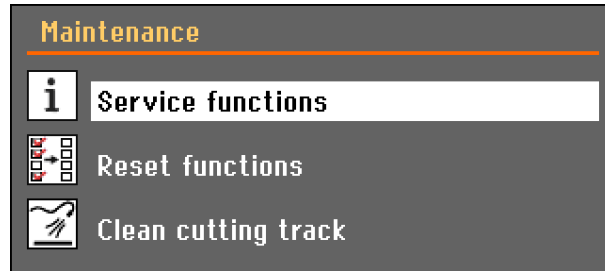 Maintenance
i Service functions
Reset functions
Clean cutting track